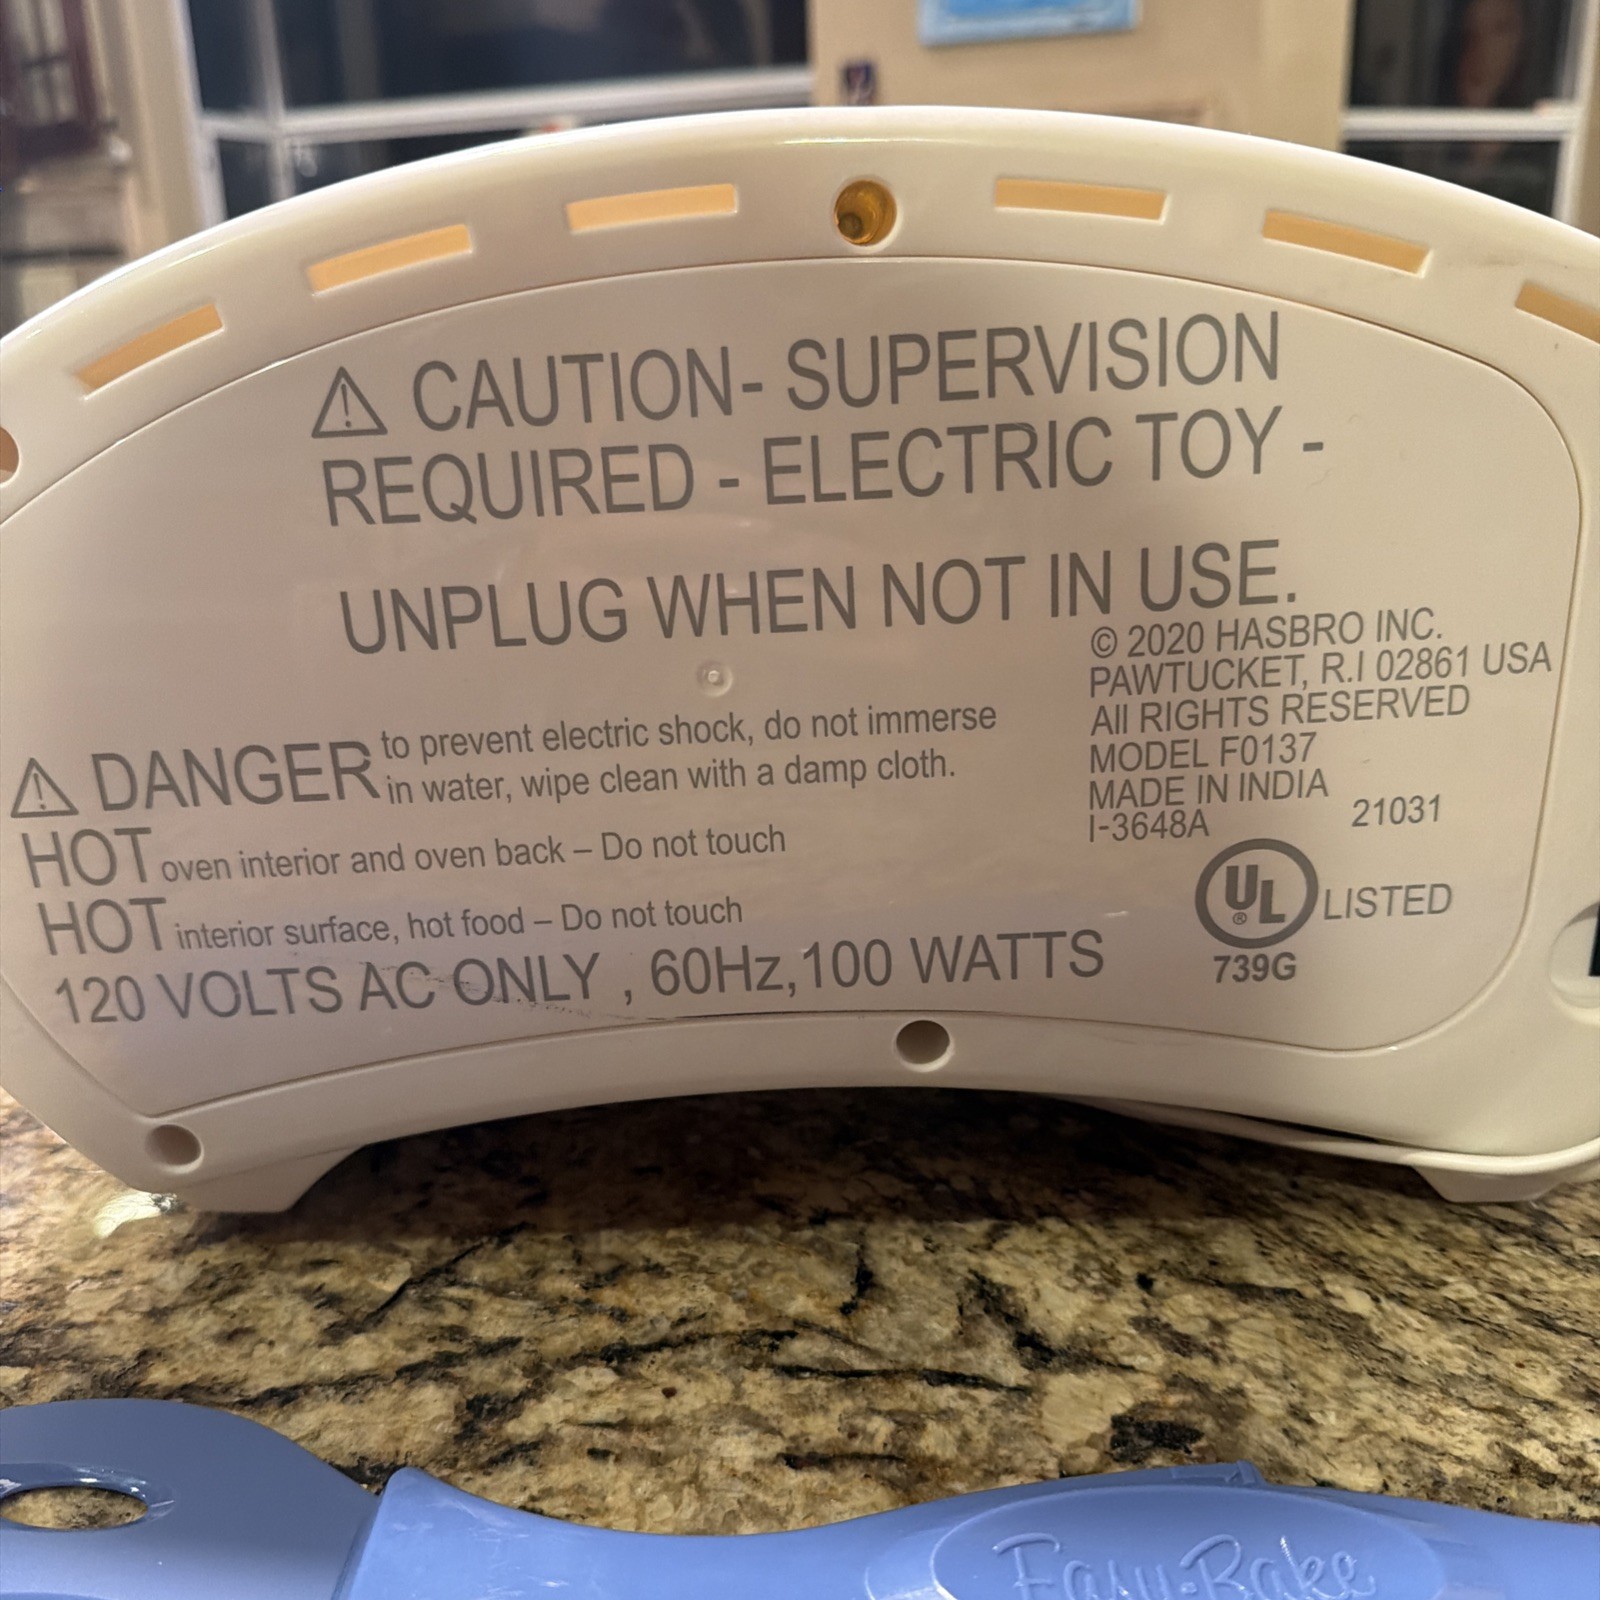 ⚠ CAUTION- SUPERVISION
REQUIRED - ELECTRIC TOY -
UNPLUG WHEN NOT IN USE.
© 2020 HASBRO INC.
PAWTUCKET, R.I 02861 USA
All RIGHTS RESERVED
MODEL F0137
MADE IN INDIA
I-3648A 21031
UL® LISTED
739G
⚠ DANGER to prevent electric shock, do not immerse
in water, wipe clean with a damp cloth.
HOT oven interior and oven back – Do not touch
HOT interior surface, hot food – Do not touch
120 VOLTS AC ONLY , 60Hz,100 WATTS
Easy-Bake